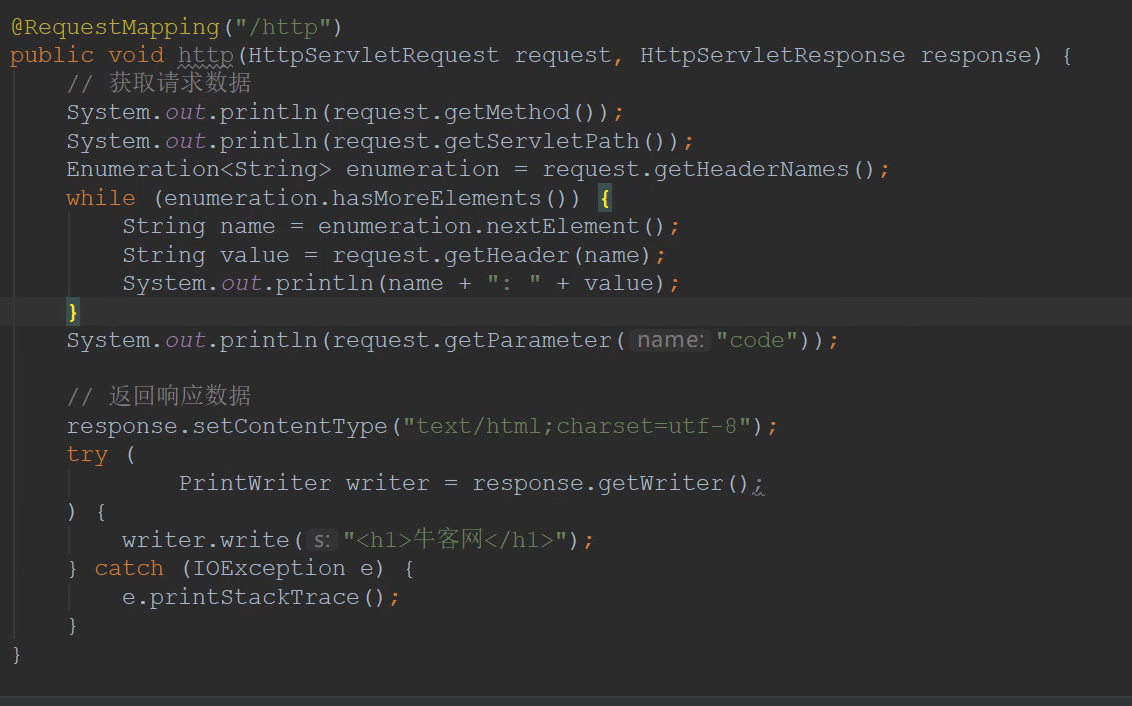 @RequestMapping("/http")
public void http(HttpServletRequest request, HttpServletResponse response) {
    // 获取请求数据
    System.out.println(request.getMethod());
    System.out.println(request.getServletPath());
    Enumeration<String> enumeration = request.getHeaderNames();
    while (enumeration.hasMoreElements()) {
        String name = enumeration.nextElement();
        String value = request.getHeader(name);
        System.out.println(name + ": " + value);
    }
    System.out.println(request.getParameter( name: "code"));
    // 返回响应数据
    response.setContentType("text/html;charset=utf-8");
    try (
            PrintWriter writer = response.getWriter();
    ) {
        writer.write( s: "<h1>牛客网</h1>");
    } catch (IOException e) {
        e.printStackTrace();
    }
}